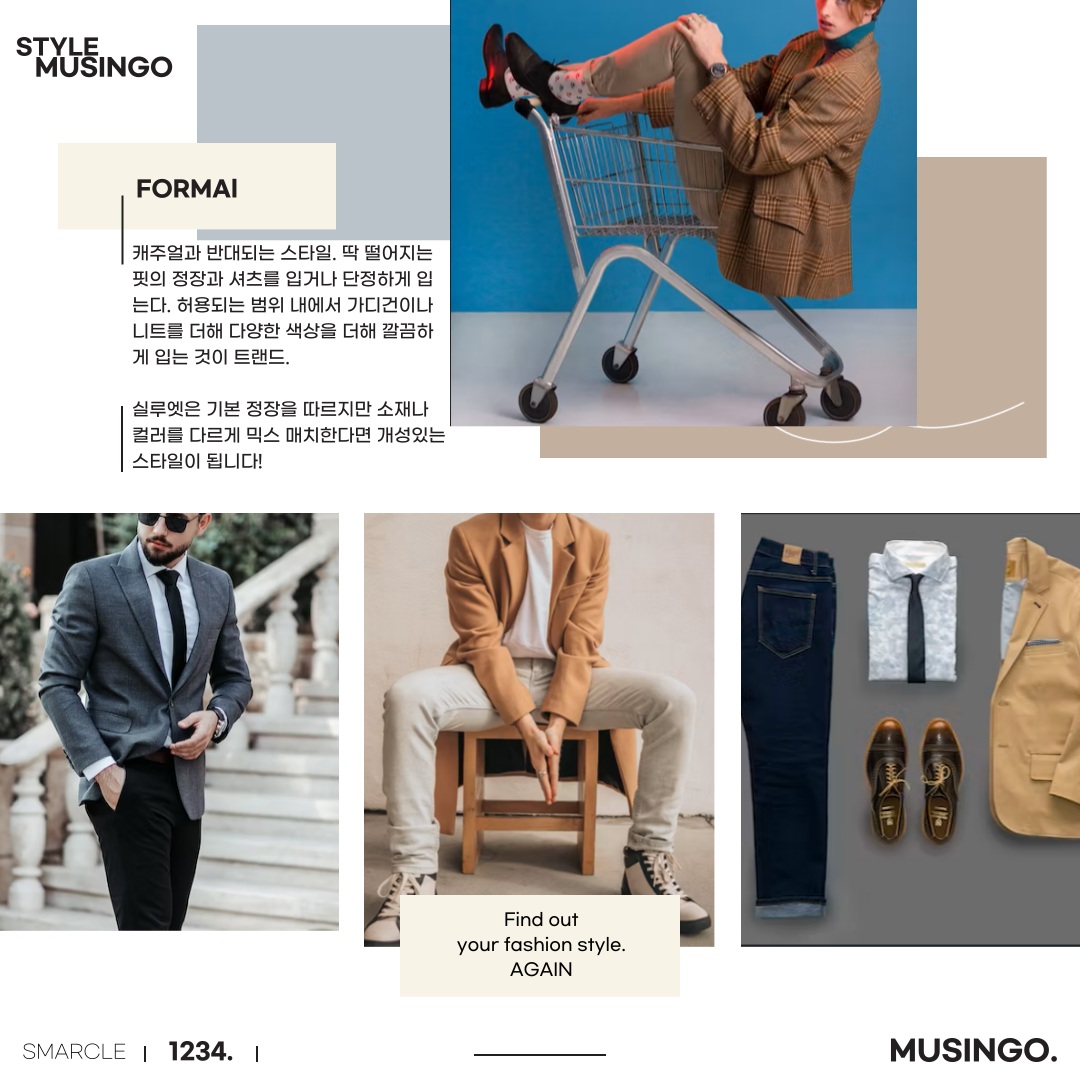 STYLE
MUSINGO
FORMAl
캐주얼과 반대되는 스타일. 딱 떨어지는
핏의 정장과 셔츠를 입거나 단정하게 입
는다. 허용되는 범위 내에서 가디건이나
니트를 더해 다양한 색상을 더해 깔끔하
게 입는 것이 트랜드.
실루엣은 기본 정장을 따르지만 소재나
컬러를 다르게 믹스 매치한다면 개성있는
스타일이 됩니다!
Find out
your fashion style.
AGAIN
SMARCLE | 1234. |
MUSINGO.